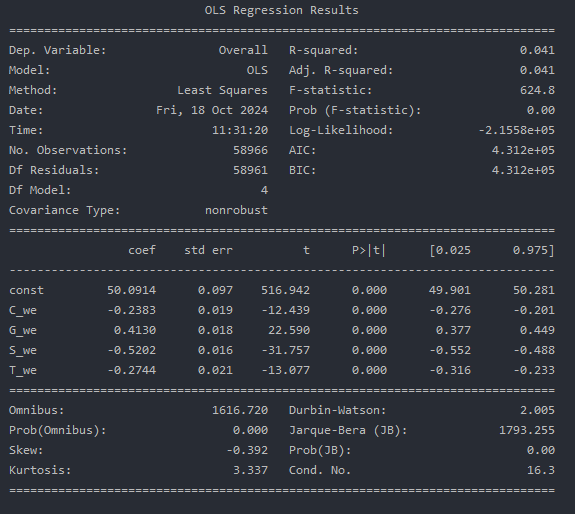 OLS Regression Results
==============================================================================
Dep. Variable: Overall R-squared: 0.041
Model: OLS Adj. R-squared: 0.041
Method: Least Squares F-statistic: 624.8
Date: Fri, 18 Oct 2024 Prob (F-statistic): 0.00
Time: 11:31:20 Log-Likelihood: -2.1558e+05
No. Observations: 58966 AIC: 4.312e+05
Df Residuals: 58961 BIC: 4.312e+05
Df Model: 4
Covariance Type: nonrobust
==============================================================================
coef std err t P>|t| [0.025 0.975]
------------------------------------------------------------------------------
const 50.0914 0.097 516.942 0.000 49.901 50.281
C_we -0.2383 0.019 -12.439 0.000 -0.276 -0.201
G_we 0.4130 0.018 22.590 0.000 0.377 0.449
S_we -0.5202 0.016 -31.757 0.000 -0.552 -0.488
T_we -0.2744 0.021 -13.077 0.000 -0.316 -0.233
==============================================================================
Omnibus: 1616.720 Durbin-Watson: 2.005
Prob(Omnibus): 0.000 Jarque-Bera (JB): 1793.255
Skew: -0.392 Prob(JB): 0.00
Kurtosis: 3.337 Cond. No. 16.3
==============================================================================